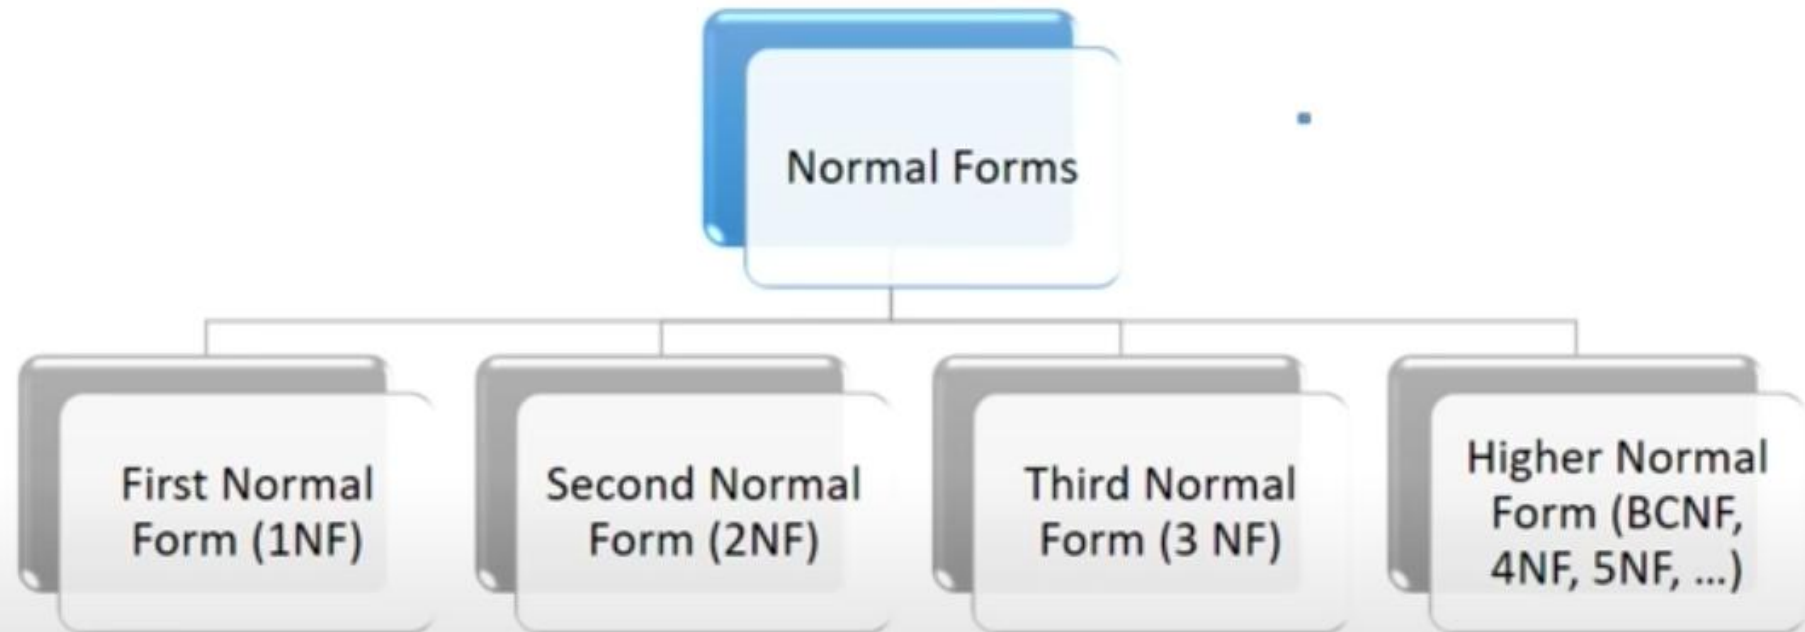 Normal Forms
First Normal
Form (1NF)
Second Normal
Form (2NF)
Third Normal
Form (3 NF)
Higher Normal
Form (BCNF,
4NF, 5NF, ...)